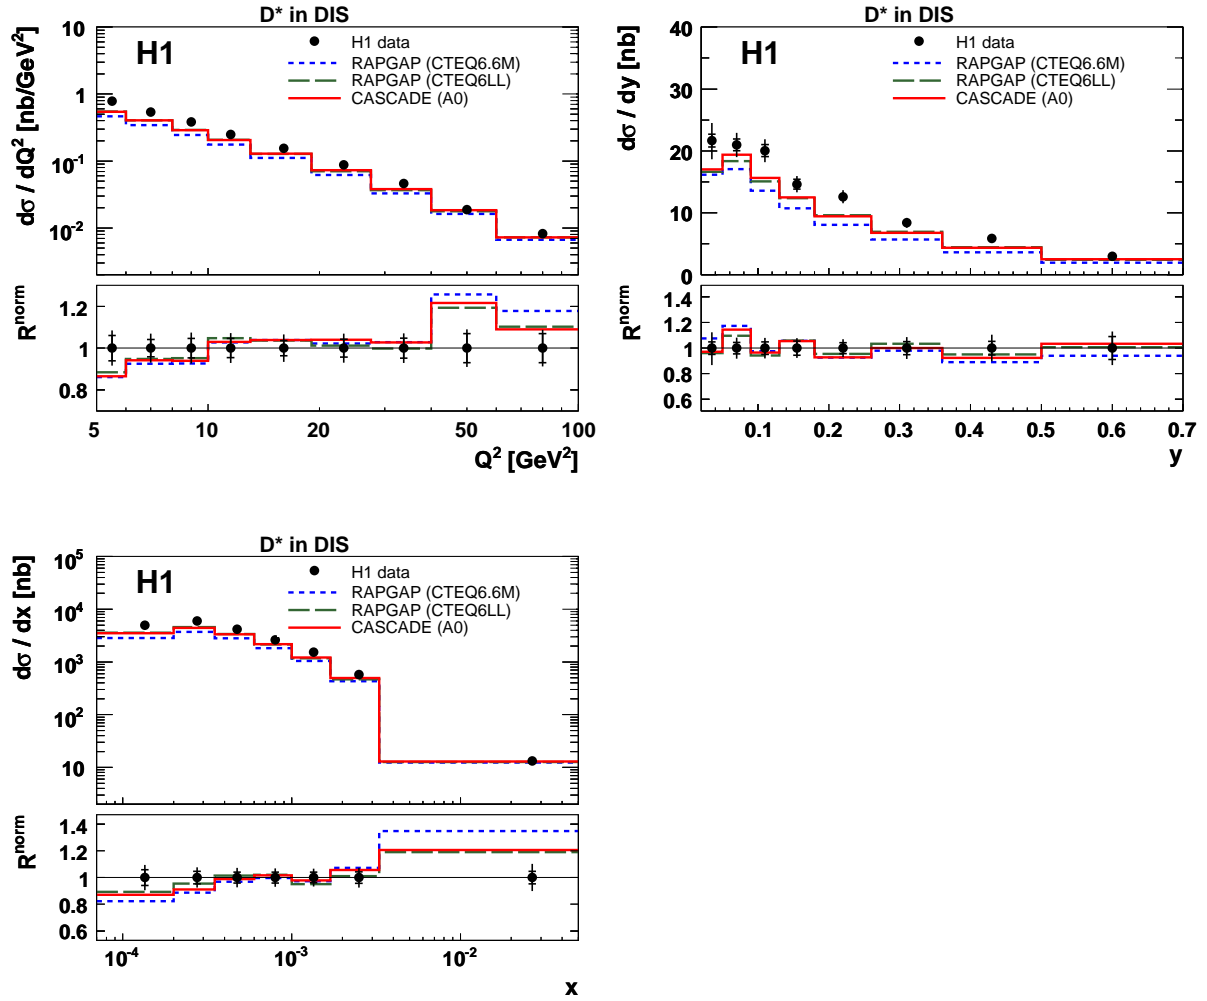 D* in DIS
H1
H1 data
RAPGAP (CTEQ6.6M)
RAPGAP (CTEQ6LL)
CASCADE (A0)
dσ / dQ² [nb/GeV²]
10
1
10⁻¹
10⁻²
Rⁿᵒʳᵐ
1.2
1
0.8
5 10 20 50 100
Q² [GeV²]
D* in DIS
H1
H1 data
RAPGAP (CTEQ6.6M)
RAPGAP (CTEQ6LL)
CASCADE (A0)
dσ / dy [nb]
40
30
20
10
0
Rⁿᵒʳᵐ
1.4
1.2
1
0.8
0.6
0.1 0.2 0.3 0.4 0.5 0.6 0.7
y
D* in DIS
H1
H1 data
RAPGAP (CTEQ6.6M)
RAPGAP (CTEQ6LL)
CASCADE (A0)
dσ / dx [nb]
10⁵
10⁴
10³
10²
10
Rⁿᵒʳᵐ
1.4
1.2
1
0.8
0.6
10⁻⁴ 10⁻³ 10⁻²
x